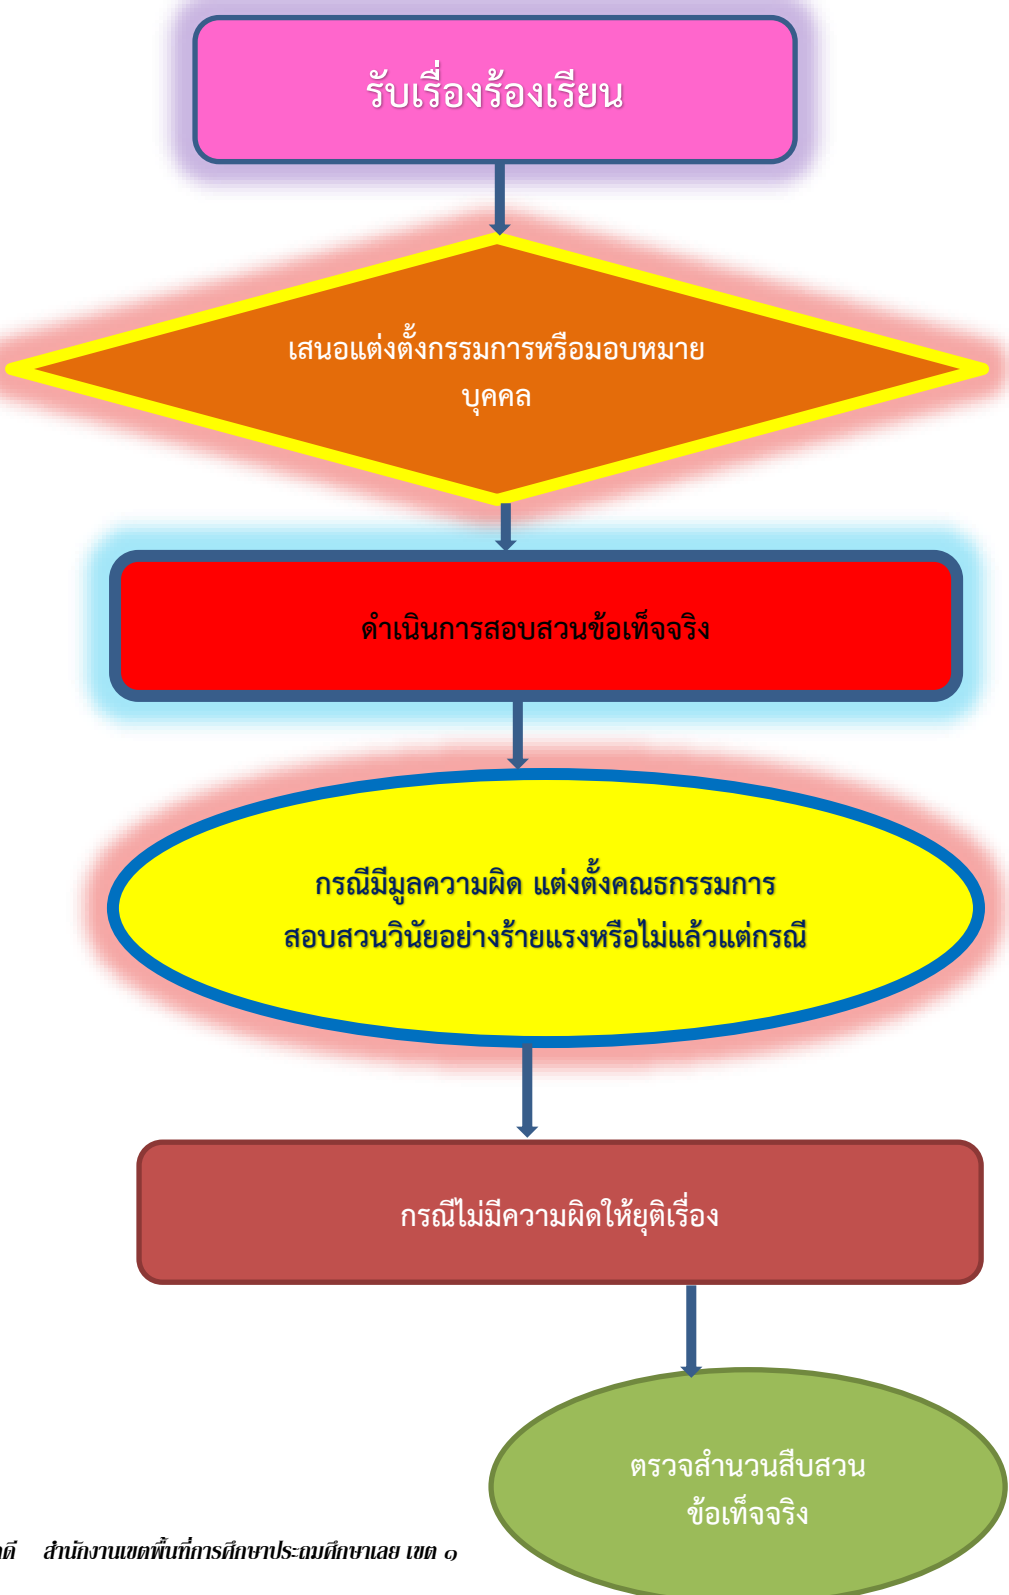 รับเรื่องร้องเรียน
เสนอแต่งตั้งกรรมการหรือมอบหมาย
บุคคล
ดำเนินการสอบสวนข้อเท็จจริง
กรณีมีมูลความผิด แต่งตั้งคณธกรรมการ
สอบสวนวินัยอย่างร้ายแรงหรือไม่แล้วแต่กรณี
กรณีไม่มีความผิดให้ยุติเรื่อง
ตรวจสำนวนสืบสวน
ข้อเท็จจริง
สำนักงานเขตพื้นที่การศึกษาประถมศึกษาเลย เขต ๑